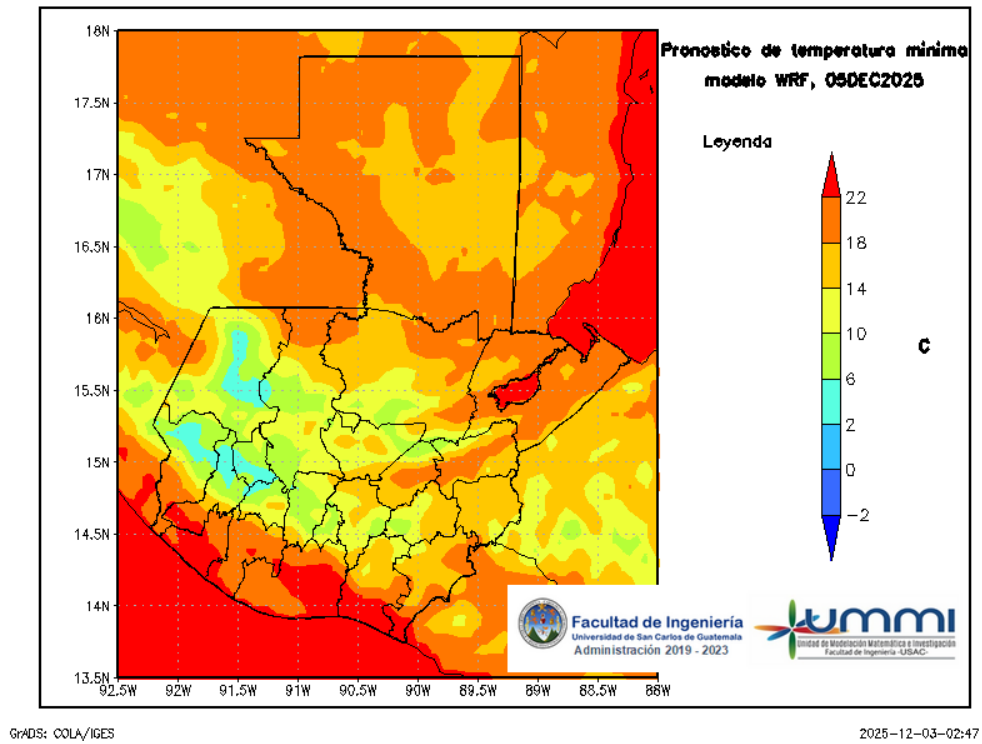 Pronostico de temperatura minima
modelo WRF, 05DEC2025
Leyenda
22
18
14
10
6
2
0
−2
C
18N
17.5N
17N
16.5N
16N
15.5N
15N
14.5N
14N
13.5N
92.5W 92W 91.5W 91W 90.5W 90W 89.5W 89W 88.5W 88W
Facultad de Ingeniería
Universidad de San Carlos de Guatemala
Administración 2019 - 2023
ummi
Unidad de Modelación Matemática e Investigación
Facultad de Ingeniería -USAC-
GrADS: COLA/IGES
2025-12-03-02:47